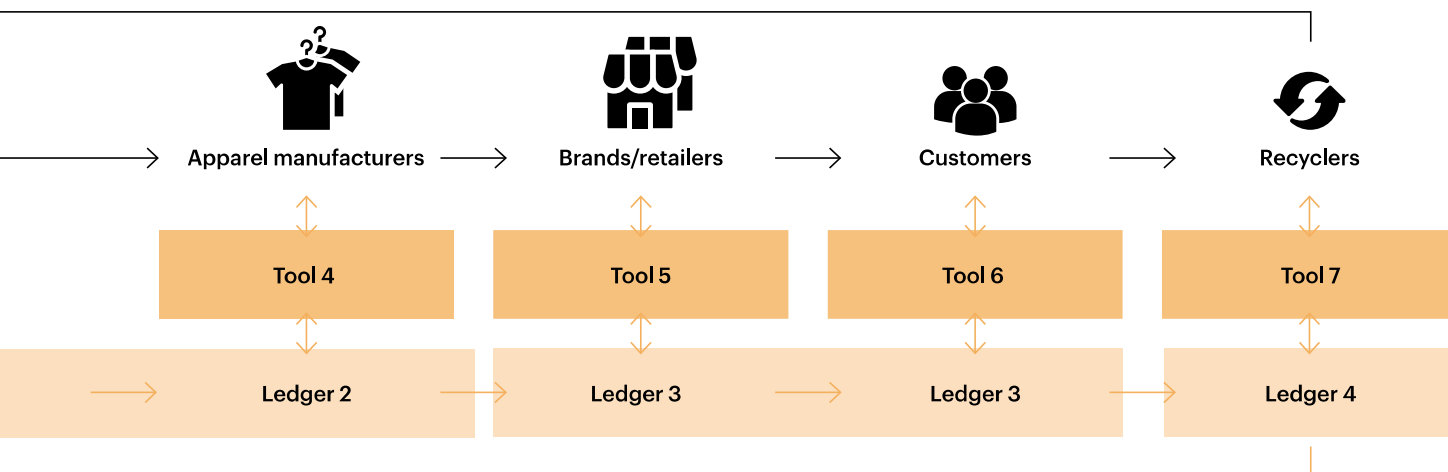 Apparel manufacturers
Brands/retailers
Customers
Recyclers
Tool 4
Tool 5
Tool 6
Tool 7
Ledger 2
Ledger 3
Ledger 3
Ledger 4